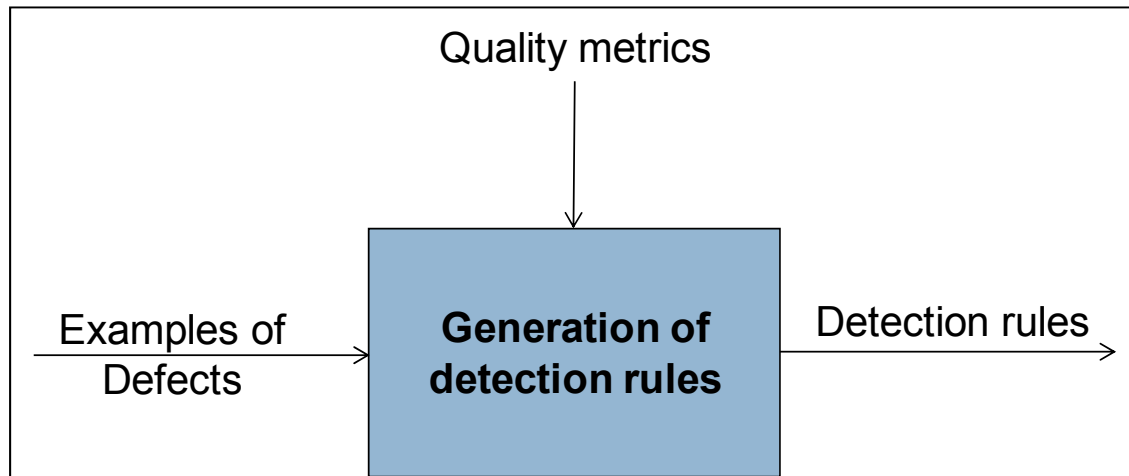 Quality metrics
Examples of
Defects
Generation of
detection rules
Detection rules